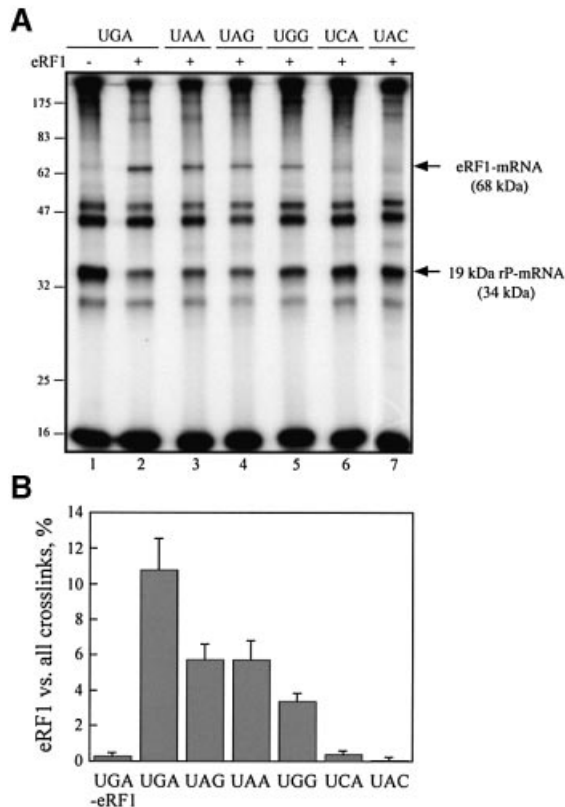 A
UGA UAA UAG UGG UCA UAC
eRF1 - + + + + + +
175
83
62
47
32
25
16
eRF1-mRNA
(68 kDa)
19 kDa rP-mRNA
(34 kDa)
1 2 3 4 5 6 7
B
eRF1 vs. all crosslinks, %
14
12
10
8
6
4
2
0
UGA UGA UAG UAA UGG UCA UAC
-eRF1